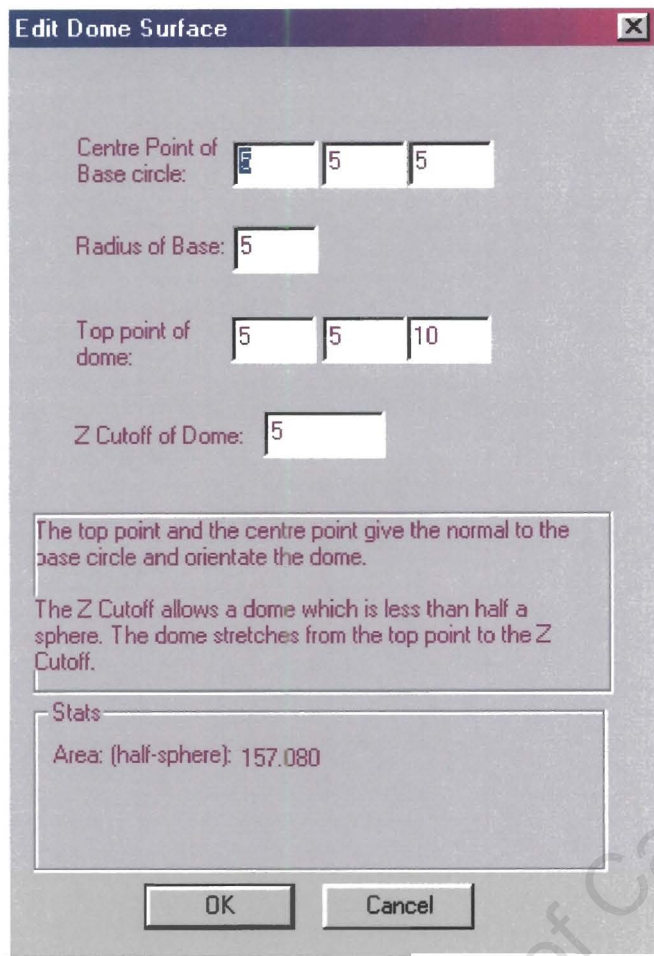 Edit Dome Surface
Centre Point of
Base circle:
5 5 5
Radius of Base: 5
Top point of
dome:
5 5 10
Z Cutoff of Dome: 5
The top point and the centre point give the normal to the
base circle and orientate the dome.
The Z Cutoff allows a dome which is less than half a
sphere. The dome stretches from the top point to the Z
Cutoff.
Stats
Area: (half-sphere): 157.080
OK Cancel
of Ca